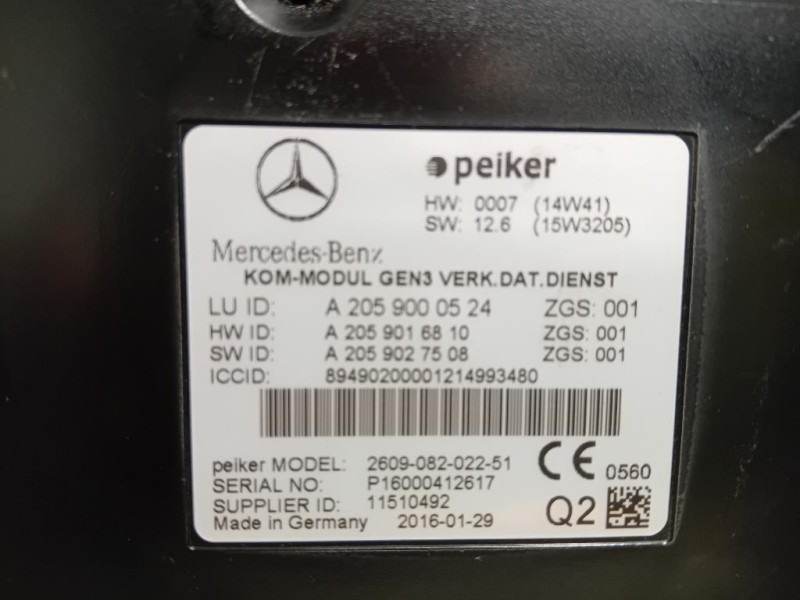 peiker
HW: 0007 (14W41)
SW: 12.6 (15W3205)
Mercedes-Benz
KOM-MODUL GEN3 VERK.DAT.DIENST
LU ID: A 205 900 05 24 ZGS: 001
HW ID: A 205 901 68 10 ZGS: 001
SW ID: A 205 902 75 08 ZGS: 001
ICCID: 89490200001214993480
peiker MODEL: 2609-082-022-51
SERIAL NO: P16000412617
SUPPLIER ID: 11510492
Made in Germany 2016-01-29
CE 0560
Q2